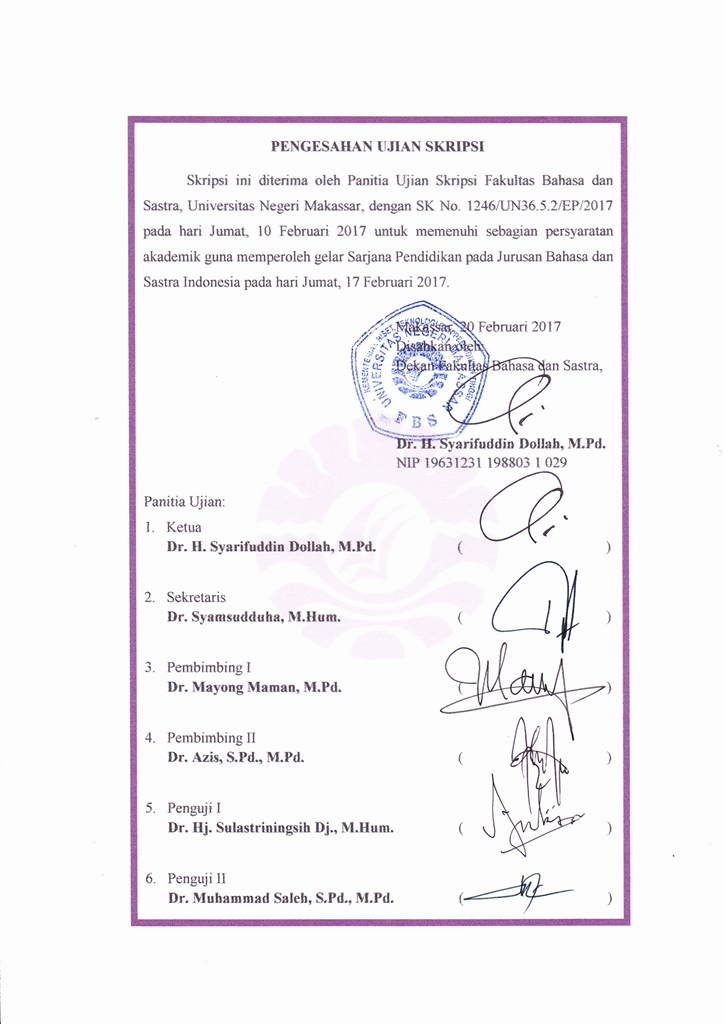 PENGESAHAN UJIAN SKRIPSI
Skripsi ini diterima oleh Panitia Ujian Skripsi Fakultas Bahasa dan
Sastra, Universitas Negeri Makassar, dengan SK No. 1246/UN36.5.2/EP/2017
pada hari Jumat, 10 Februari 2017 untuk memenuhi sebagian persyaratan
akademik guna memperoleh gelar Sarjana Pendidikan pada Jurusan Bahasa dan
Sastra Indonesia pada hari Jumat, 17 Februari 2017.
Makassar, 20 Februari 2017
Disahkan oleh:
Dekan Fakultas Bahasa dan Sastra,
UNIVERSITAS NEGERI MAKASSAR
FBS
Dr. H. Syarifuddin Dollah, M.Pd.
NIP 19631231 198803 1 029
Panitia Ujian:
1. Ketua
Dr. H. Syarifuddin Dollah, M.Pd. ( )
2. Sekretaris
Dr. Syamsudduha, M.Hum. ( )
3. Pembimbing I
Dr. Mayong Maman, M.Pd. ( )
4. Pembimbing II
Dr. Azis, S.Pd., M.Pd. ( )
5. Penguji I
Dr. Hj. Sulastriningsih Dj., M.Hum. ( )
6. Penguji II
Dr. Muhammad Saleh, S.Pd., M.Pd. ( )